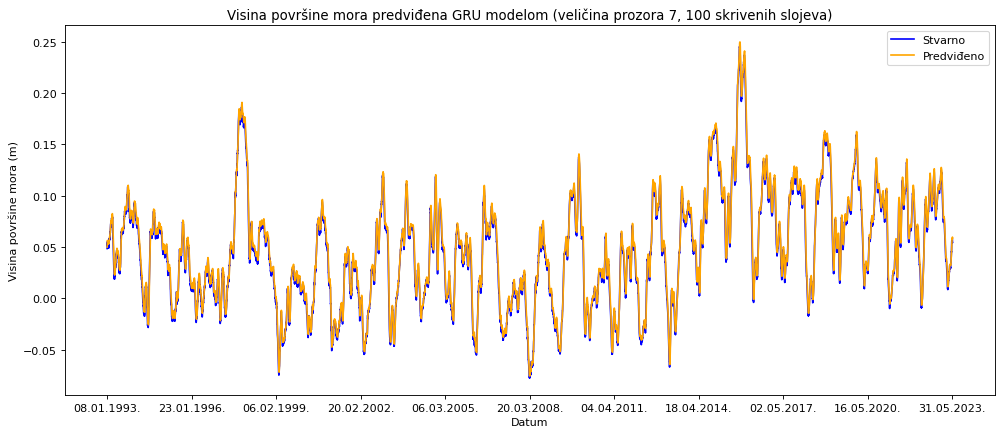 Visina površine mora predviđena GRU modelom (veličina prozora 7, 100 skrivenih slojeva)
Stvarno
Predviđeno
Visina površine mora (m)
0.25
0.20
0.15
0.10
0.05
0.00
−0.05
08.01.1993. 23.01.1996. 06.02.1999. 20.02.2002. 06.03.2005. 20.03.2008. 04.04.2011. 18.04.2014. 02.05.2017. 16.05.2020. 31.05.2023.
Datum